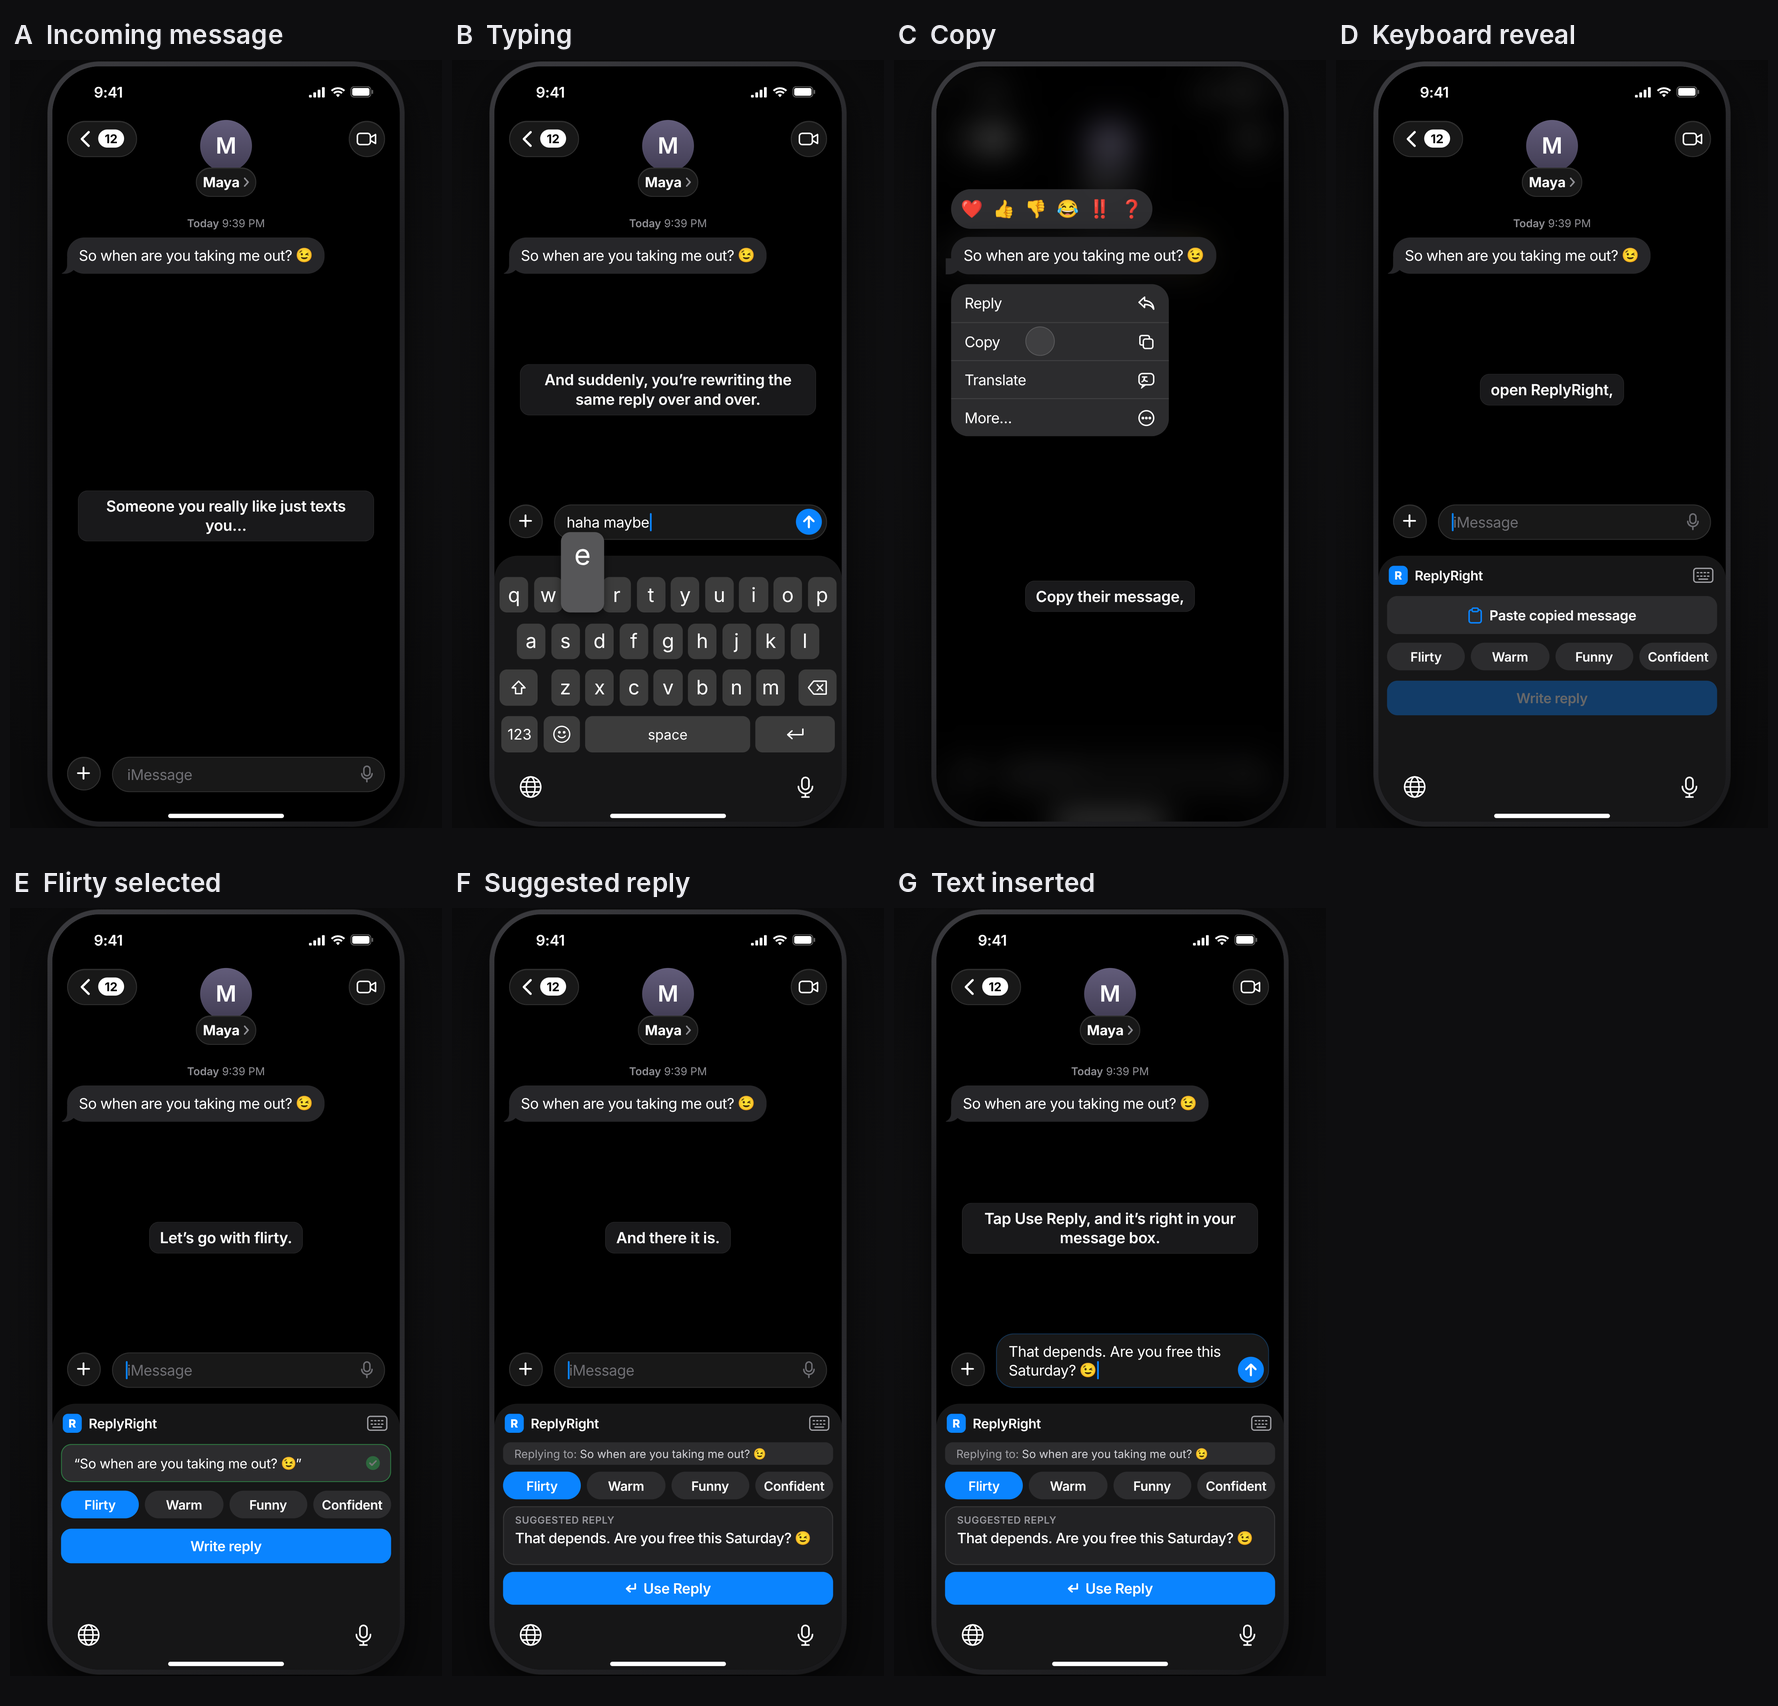 A Incoming message
9:41
12
M
Maya
Today 9:39 PM
So when are you taking me out? 😉
Someone you really like just texts
you...
iMessage
B Typing
9:41
12
M
Maya
Today 9:39 PM
So when are you taking me out? 😉
And suddenly, you’re rewriting the
same reply over and over.
haha maybe
e
q w r t y u i o p
a s d f g h j k l
z x c v b n m
123 space
C Copy
❤️ 👍 👎 😂 ‼️ ❓
So when are you taking me out? 😉
Reply
Copy
Translate
More...
Copy their message,
D Keyboard reveal
9:41
12
M
Maya
Today 9:39 PM
So when are you taking me out? 😉
open ReplyRight,
iMessage
R ReplyRight
Paste copied message
Flirty Warm Funny Confident
Write reply
E Flirty selected
9:41
12
M
Maya
Today 9:39 PM
So when are you taking me out? 😉
Let’s go with flirty.
iMessage
R ReplyRight
“So when are you taking me out? 😉”
Flirty Warm Funny Confident
Write reply
F Suggested reply
9:41
12
M
Maya
Today 9:39 PM
So when are you taking me out? 😉
And there it is.
iMessage
R ReplyRight
Replying to: So when are you taking me out? 😉
Flirty Warm Funny Confident
SUGGESTED REPLY
That depends. Are you free this Saturday? 😉
Use Reply
G Text inserted
9:41
12
M
Maya
Today 9:39 PM
So when are you taking me out? 😉
Tap Use Reply, and it’s right in your
message box.
That depends. Are you free this
Saturday? 😉
R ReplyRight
Replying to: So when are you taking me out? 😉
Flirty Warm Funny Confident
SUGGESTED REPLY
That depends. Are you free this Saturday? 😉
Use Reply